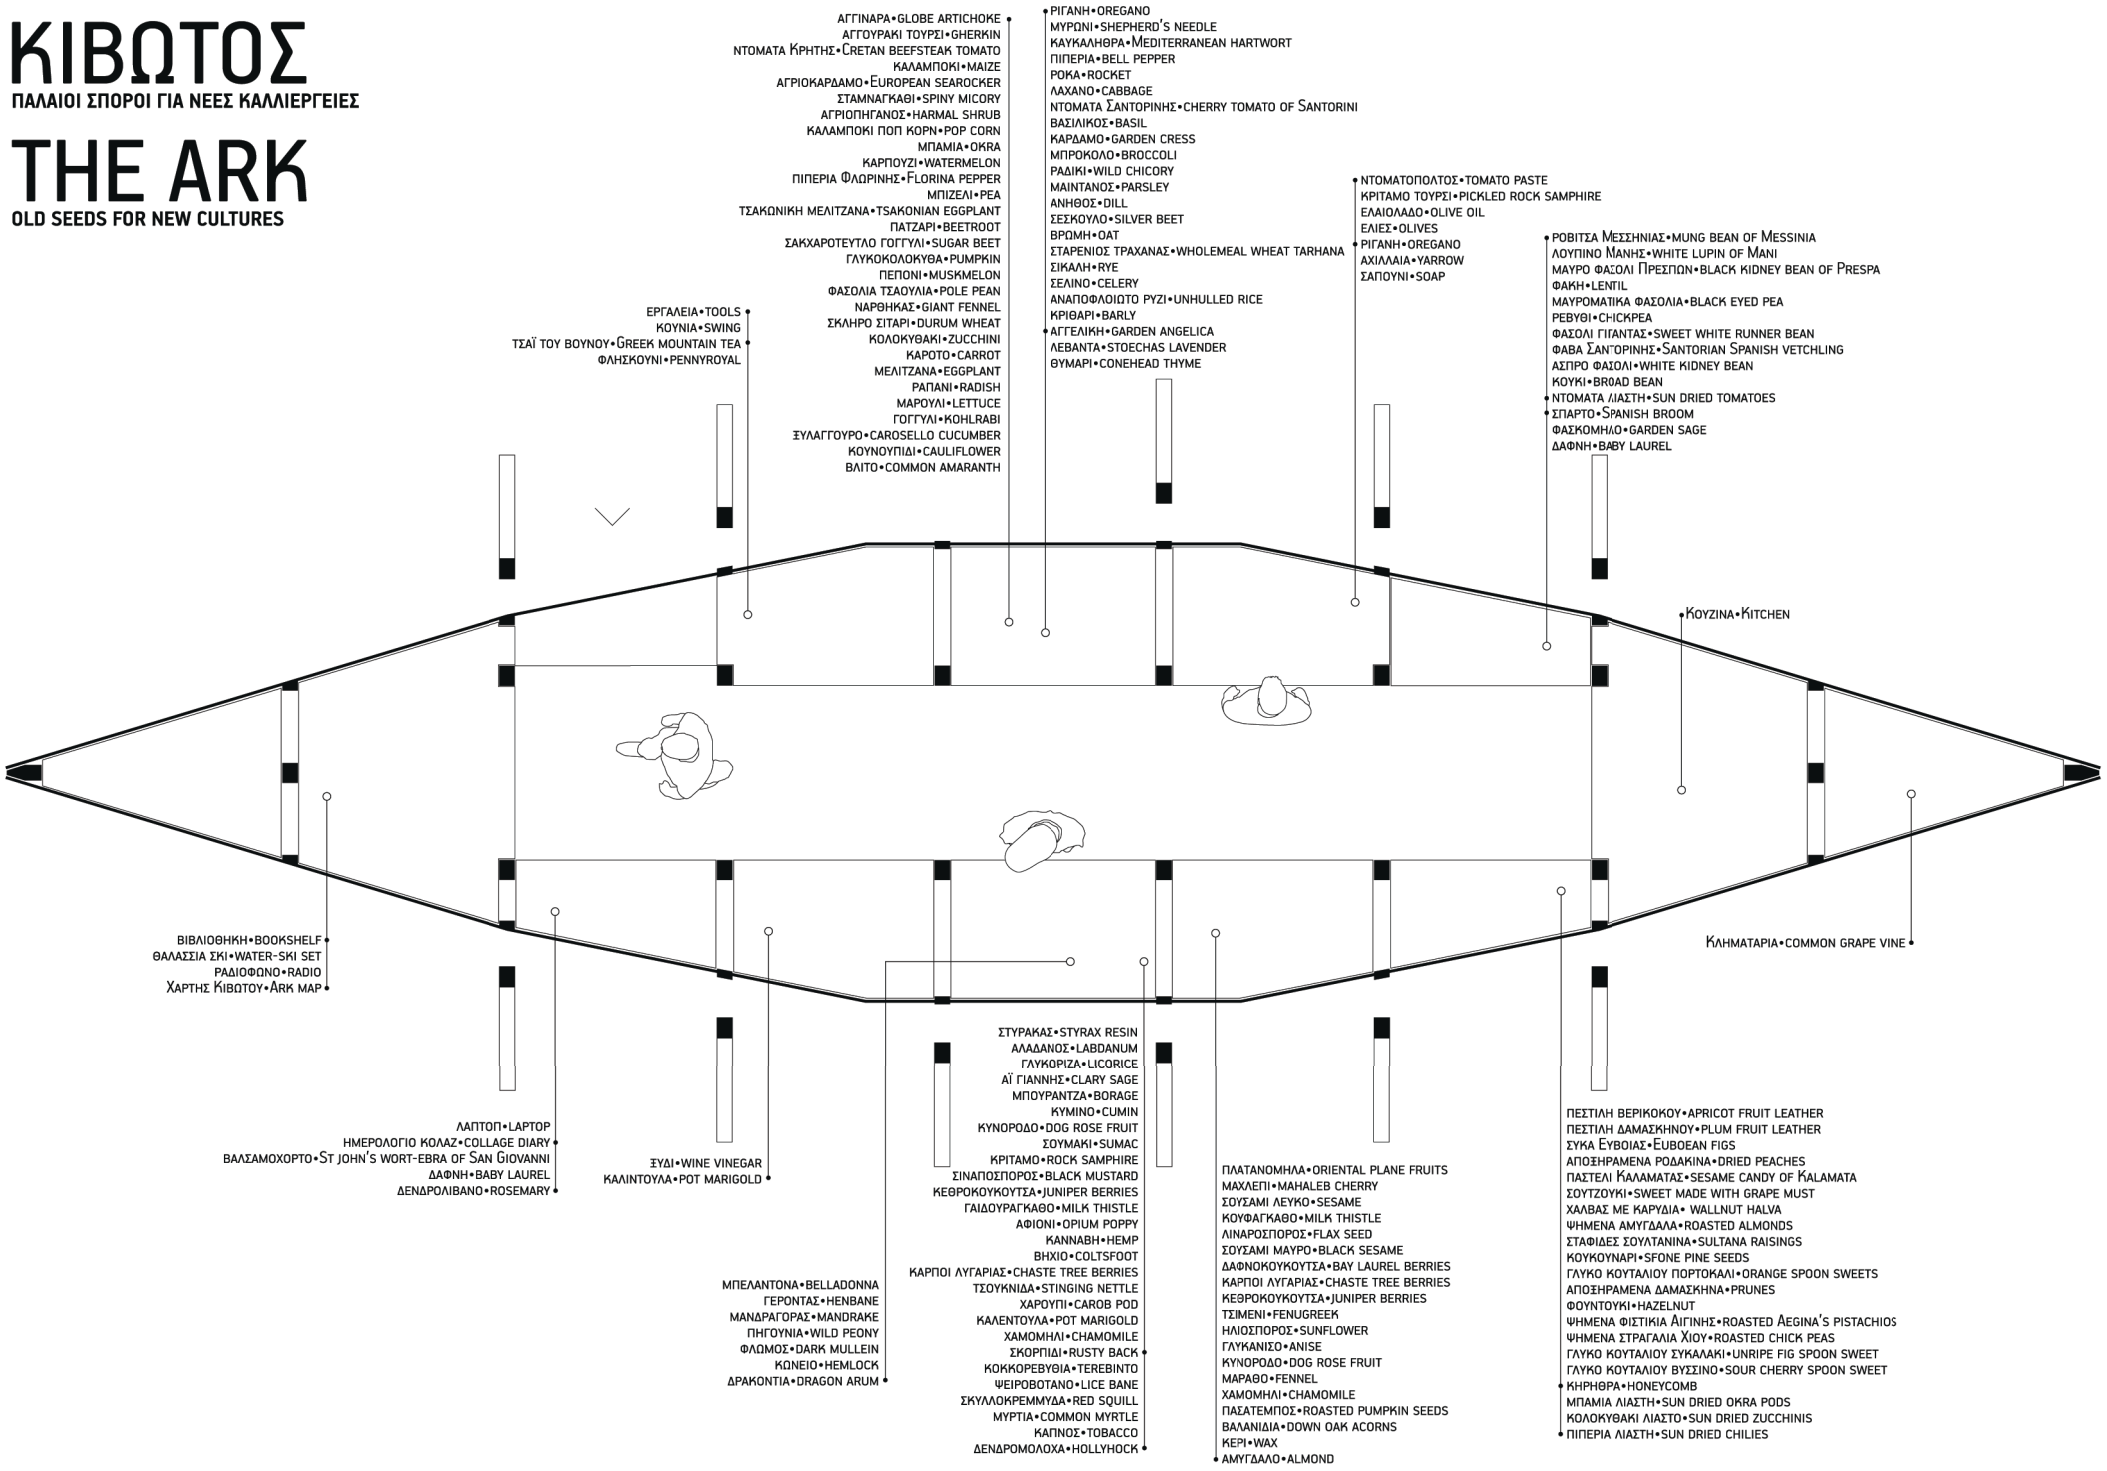 ΚΙΒΩΤΟΣ
ΠΑΛΑΙΟΙ ΣΠΟΡΟΙ ΓΙΑ ΝΕΕΣ ΚΑΛΛΙΕΡΓΕΙΕΣ
THE ARK
OLD SEEDS FOR NEW CULTURES
ΑΓΓΙΝΑΡΑ•GLOBE ARTICHOKE
ΑΓΓΟΥΡΑΚΙ ΤΟΥΡΣΙ•GHERKIN
ΝΤΟΜΑΤΑ ΚΡΗΤΗΣ•CRETAN BEEFSTEAK TOMATO
ΚΑΛΑΜΠΟΚΙ•MAIZE
ΑΓΡΙΟΚΑΡΔΑΜΟ•EUROPEAN SEAROCKER
ΣΤΑΜΝΑΓΚΑΘΙ•SPINY MICORY
ΑΓΡΙΟΠΗΓΑΝΟΣ•HARMAL SHRUB
ΚΑΛΑΜΠΟΚΙ ΠΟΠ ΚΟΡΝ•POP CORN
ΜΠΑΜΙΑ•OKRA
ΚΑΡΠΟΥΖΙ•WATERMELON
ΠΙΠΕΡΙΑ ΦΛΩΡΙΝΗΣ•FLORINA PEPPER
ΜΠΙΖΕΛΙ•PEA
ΤΣΑΚΩΝΙΚΗ ΜΕΛΙΤΖΑΝΑ•TSAKONIAN EGGPLANT
ΠΑΤΖΑΡΙ•BEETROOT
ΣΑΚΧΑΡΟΤΕΥΤΛΟ ΓΟΓΓΥΛΙ•SUGAR BEET
ΓΛΥΚΟΚΟΛΟΚΥΘΑ•PUMPKIN
ΠΕΠΟΝΙ•MUSKMELON
ΦΑΣΟΛΙΑ ΤΣΑΟΥΛΙΑ•POLE PEAN
ΝΑΡΘΗΚΑΣ•GIANT FENNEL
ΣΚΛΗΡΟ ΣΙΤΑΡΙ•DURUM WHEAT
ΚΟΛΟΚΥΘΑΚΙ•ZUCCHINI
ΚΑΡΟΤΟ•CARROT
ΜΕΛΙΤΖΑΝΑ•EGGPLANT
ΡΑΠΑΝΙ•RADISH
ΜΑΡΟΥΛΙ•LETTUCE
ΓΟΓΓΥΛΙ•KOHLRABI
ΞΥΛΑΓΓΟΥΡΟ•CAROSELLO CUCUMBER
ΚΟΥΝΟΥΠΙΔΙ•CAULIFLOWER
ΒΛΙΤΟ•COMMON AMARANTH
ΡΙΓΑΝΗ•OREGANO
ΜΥΡΩΝΙ•SHEPHERD'S NEEDLE
ΚΑΥΚΑΛΗΘΡΑ•MEDITERRANEAN HARTWORT
ΠΙΠΕΡΙΑ•BELL PEPPER
ΡΟΚΑ•ROCKET
ΛΑΧΑΝΟ•CABBAGE
ΝΤΟΜΑΤΑ ΣΑΝΤΟΡΙΝΗΣ•CHERRY TOMATO OF SANTORINI
ΒΑΣΙΛΙΚΟΣ•BASIL
ΚΑΡΔΑΜΟ•GARDEN CRESS
ΜΠΡΟΚΟΛΟ•BROCCOLI
ΡΑΔΙΚΙ•WILD CHICORY
ΜΑΙΝΤΑΝΟΣ•PARSLEY
ΑΝΗΘΟΣ•DILL
ΣΕΣΚΟΥΛΟ•SILVER BEET
ΒΡΩΜΗ•OAT
ΣΤΑΡΕΝΙΟΣ ΤΡΑΧΑΝΑΣ•WHOLEMEAL WHEAT TARHANA
ΣΙΚΑΛΗ•RYE
ΣΕΛΙΝΟ•CELERY
ΑΝΑΠΟΦΛΟΙΩΤΟ ΡΥΖΙ•UNHULLED RICE
ΚΡΙΘΑΡΙ•BARLY
ΑΓΓΕΛΙΚΗ•GARDEN ANGELICA
ΛΕΒΑΝΤΑ•STOECHAS LAVENDER
ΘΥΜΑΡΙ•CONEHEAD THYME
ΝΤΟΜΑΤΟΠΟΛΤΟΣ•TOMATO PASTE
ΚΡΙΤΑΜΟ ΤΟΥΡΣΙ•PICKLED ROCK SAMPHIRE
ΕΛΑΙΟΛΑΔΟ•OLIVE OIL
ΕΛΙΕΣ•OLIVES
ΡΙΓΑΝΗ•OREGANO
ΑΧΙΛΛΑΙΑ•YARROW
ΣΑΠΟΥΝΙ•SOAP
ΡΟΒΙΤΣΑ ΜΕΣΣΗΝΙΑΣ•MUNG BEAN OF MESSINIA
ΛΟΥΠΙΝΟ ΜΑΝΗΣ•WHITE LUPIN OF MANI
ΜΑΥΡΟ ΦΑΣΟΛΙ ΠΡΕΣΠΩΝ•BLACK KIDNEY BEAN OF PRESPA
ΦΑΚΗ•LENTIL
ΜΑΥΡΟΜΑΤΙΚΑ ΦΑΣΟΛΙΑ•BLACK EYED PEA
ΡΕΒΥΘΙ•CHICKPEA
ΦΑΣΟΛΙ ΓΙΓΑΝΤΑΣ•SWEET WHITE RUNNER BEAN
ΦΑΒΑ ΣΑΝΤΟΡΙΝΗΣ•SANTORIAN SPANISH VETCHLING
ΑΣΠΡΟ ΦΑΣΟΛΙ•WHITE KIDNEY BEAN
ΚΟΥΚΙ•BROAD BEAN
ΝΤΟΜΑΤΑ ΛΙΑΣΤΗ•SUN DRIED TOMATOES
ΣΠΑΡΤΟ•SPANISH BROOM
ΦΑΣΚΟΜΗΛΟ•GARDEN SAGE
ΔΑΦΝΗ•BABY LAUREL
ΕΡΓΑΛΕΙΑ•TOOLS
ΚΟΥΝΙΑ•SWING
ΤΣΑΪ ΤΟΥ ΒΟΥΝΟΥ•GREEK MOUNTAIN TEA
ΦΛΗΣΚΟΥΝΙ•PENNYROYAL
ΚΟΥΖΙΝΑ•KITCHEN
ΒΙΒΛΙΟΘΗΚΗ•BOOKSHELF
ΘΑΛΑΣΣΙΑ ΣΚΙ•WATER-SKI SET
ΡΑΔΙΟΦΩΝΟ•RADIO
ΧΑΡΤΗΣ ΚΙΒΩΤΟΥ•ARK MAP
ΚΛΗΜΑΤΑΡΙΑ•COMMON GRAPE VINE
ΛΑΠΤΟΠ•LAPTOP
ΗΜΕΡΟΛΟΓΙΟ ΚΟΛΑΖ•COLLAGE DIARY
ΒΑΛΣΑΜΟΧΟΡΤΟ•ST JOHN'S WORT-EBRA OF SAN GIOVANNI
ΔΑΦΝΗ•BABY LAUREL
ΔΕΝΔΡΟΛΙΒΑΝΟ•ROSEMARY
ΞΥΔΙ•WINE VINEGAR
ΚΑΛΙΝΤΟΥΛΑ•POT MARIGOLD
ΜΠΕΛΑΝΤΟΝΑ•BELLADONNA
ΓΕΡΟΝΤΑΣ•HENBANE
ΜΑΝΔΡΑΓΟΡΑΣ•MANDRAKE
ΠΗΓΟΥΝΙΑ•WILD PEONY
ΦΛΩΜΟΣ•DARK MULLEIN
ΚΩΝΕΙΟ•HEMLOCK
ΔΡΑΚΟΝΤΙΑ•DRAGON ARUM
ΣΤΥΡΑΚΑΣ•STYRAX RESIN
ΑΛΑΔΑΝΟΣ•LABDANUM
ΓΛΥΚΟΡΙΖΑ•LICORICE
ΑΪ ΓΙΑΝΝΗΣ•CLARY SAGE
ΜΠΟΥΡΑΝΤΖΑ•BORAGE
ΚΥΜΙΝΟ•CUMIN
ΚΥΝΟΡΟΔΟ•DOG ROSE FRUIT
ΣΟΥΜΑΚΙ•SUMAC
ΚΡΙΤΑΜΟ•ROCK SAMPHIRE
ΣΙΝΑΠΟΣΠΟΡΟΣ•BLACK MUSTARD
ΚΕΘΡΟΚΟΥΚΟΥΤΣΑ•JUNIPER BERRIES
ΓΑΙΔΟΥΡΑΓΚΑΘΟ•MILK THISTLE
ΑΦΙΟΝΙ•OPIUM POPPY
ΚΑΝΝΑΒΗ•HEMP
ΒΗΧΙΟ•COLTSFOOT
ΚΑΡΠΟΙ ΛΥΓΑΡΙΑΣ•CHASTE TREE BERRIES
ΤΣΟΥΚΝΙΔΑ•STINGING NETTLE
ΧΑΡΟΥΠΙ•CAROB POD
ΚΑΛΕΝΤΟΥΛΑ•POT MARIGOLD
ΧΑΜΟΜΗΛΙ•CHAMOMILE
ΣΚΟΡΠΙΔΙ•RUSTY BACK
ΚΟΚΚΟΡΕΒΥΘΙΑ•TEREBINTO
ΨΕΙΡΟΒΟΤΑΝΟ•LICE BANE
ΣΚΥΛΛΟΚΡΕΜΜΥΔΑ•RED SQUILL
ΜΥΡΤΙΑ•COMMON MYRTLE
ΚΑΠΝΟΣ•TOBACCO
ΔΕΝΔΡΟΜΟΛΟΧΑ•HOLLYHOCK
ΠΛΑΤΑΝΟΜΗΛΑ•ORIENTAL PLANE FRUITS
ΜΑΧΛΕΠΙ•MAHALEB CHERRY
ΣΟΥΣΑΜΙ ΛΕΥΚΟ•SESAME
ΚΟΥΦΑΓΚΑΘΟ•MILK THISTLE
ΛΙΝΑΡΟΣΠΟΡΟΣ•FLAX SEED
ΣΟΥΣΑΜΙ ΜΑΥΡΟ•BLACK SESAME
ΔΑΦΝΟΚΟΥΚΟΥΤΣΑ•BAY LAUREL BERRIES
ΚΑΡΠΟΙ ΛΥΓΑΡΙΑΣ•CHASTE TREE BERRIES
ΚΕΘΡΟΚΟΥΚΟΥΤΣΑ•JUNIPER BERRIES
ΤΣΙΜΕΝΙ•FENUGREEK
ΗΛΙΟΣΠΟΡΟΣ•SUNFLOWER
ΓΛΥΚΑΝΙΣΟ•ANISE
ΚΥΝΟΡΟΔΟ•DOG ROSE FRUIT
ΜΑΡΑΘΟ•FENNEL
ΧΑΜΟΜΗΛΙ•CHAMOMILE
ΠΑΣΑΤΕΜΠΟΣ•ROASTED PUMPKIN SEEDS
ΒΑΛΑΝΙΔΙΑ•DOWN OAK ACORNS
ΚΕΡΙ•WAX
ΑΜΥΓΔΑΛΟ•ALMOND
ΠΕΣΤΙΛΗ ΒΕΡΙΚΟΚΟΥ•APRICOT FRUIT LEATHER
ΠΕΣΤΙΛΗ ΔΑΜΑΣΚΗΝΟΥ•PLUM FRUIT LEATHER
ΣΥΚΑ ΕΥΒΟΙΑΣ•EUBOEAN FIGS
ΑΠΟΞΗΡΑΜΕΝΑ ΡΟΔΑΚΙΝΑ•DRIED PEACHES
ΠΑΣΤΕΛΙ ΚΑΛΑΜΑΤΑΣ•SESAME CANDY OF KALAMATA
ΣΟΥΤΖΟΥΚΙ•SWEET MADE WITH GRAPE MUST
ΧΑΛΒΑΣ ΜΕ ΚΑΡΥΔΙΑ• WALLNUT HALVA
ΨΗΜΕΝΑ ΑΜΥΓΔΑΛΑ•ROASTED ALMONDS
ΣΤΑΦΙΔΕΣ ΣΟΥΛΤΑΝΙΝΑ•SULTANA RAISINGS
ΚΟΥΚΟΥΝΑΡΙ•SFONE PINE SEEDS
ΓΛΥΚΟ ΚΟΥΤΑΛΙΟΥ ΠΟΡΤΟΚΑΛΙ•ORANGE SPOON SWEETS
ΑΠΟΞΗΡΑΜΕΝΑ ΔΑΜΑΣΚΗΝΑ•PRUNES
ΦΟΥΝΤΟΥΚΙ•HAZELNUT
ΨΗΜΕΝΑ ΦΙΣΤΙΚΙΑ ΑΙΓΙΝΗΣ•ROASTED AEGINA'S PISTACHIOS
ΨΗΜΕΝΑ ΣΤΡΑΓΑΛΙΑ ΧΙΟΥ•ROASTED CHICK PEAS
ΓΛΥΚΟ ΚΟΥΤΑΛΙΟΥ ΣΥΚΑΛΑΚΙ•UNRIPE FIG SPOON SWEET
ΓΛΥΚΟ ΚΟΥΤΑΛΙΟΥ ΒΥΣΣΙΝΟ•SOUR CHERRY SPOON SWEET
ΚΗΡΗΘΡΑ•HONEYCOMB
ΜΠΑΜΙΑ ΛΙΑΣΤΗ•SUN DRIED OKRA PODS
ΚΟΛΟΚΥΘΑΚΙ ΛΙΑΣΤΟ•SUN DRIED ZUCCHINIS
ΠΙΠΕΡΙΑ ΛΙΑΣΤΗ•SUN DRIED CHILIES